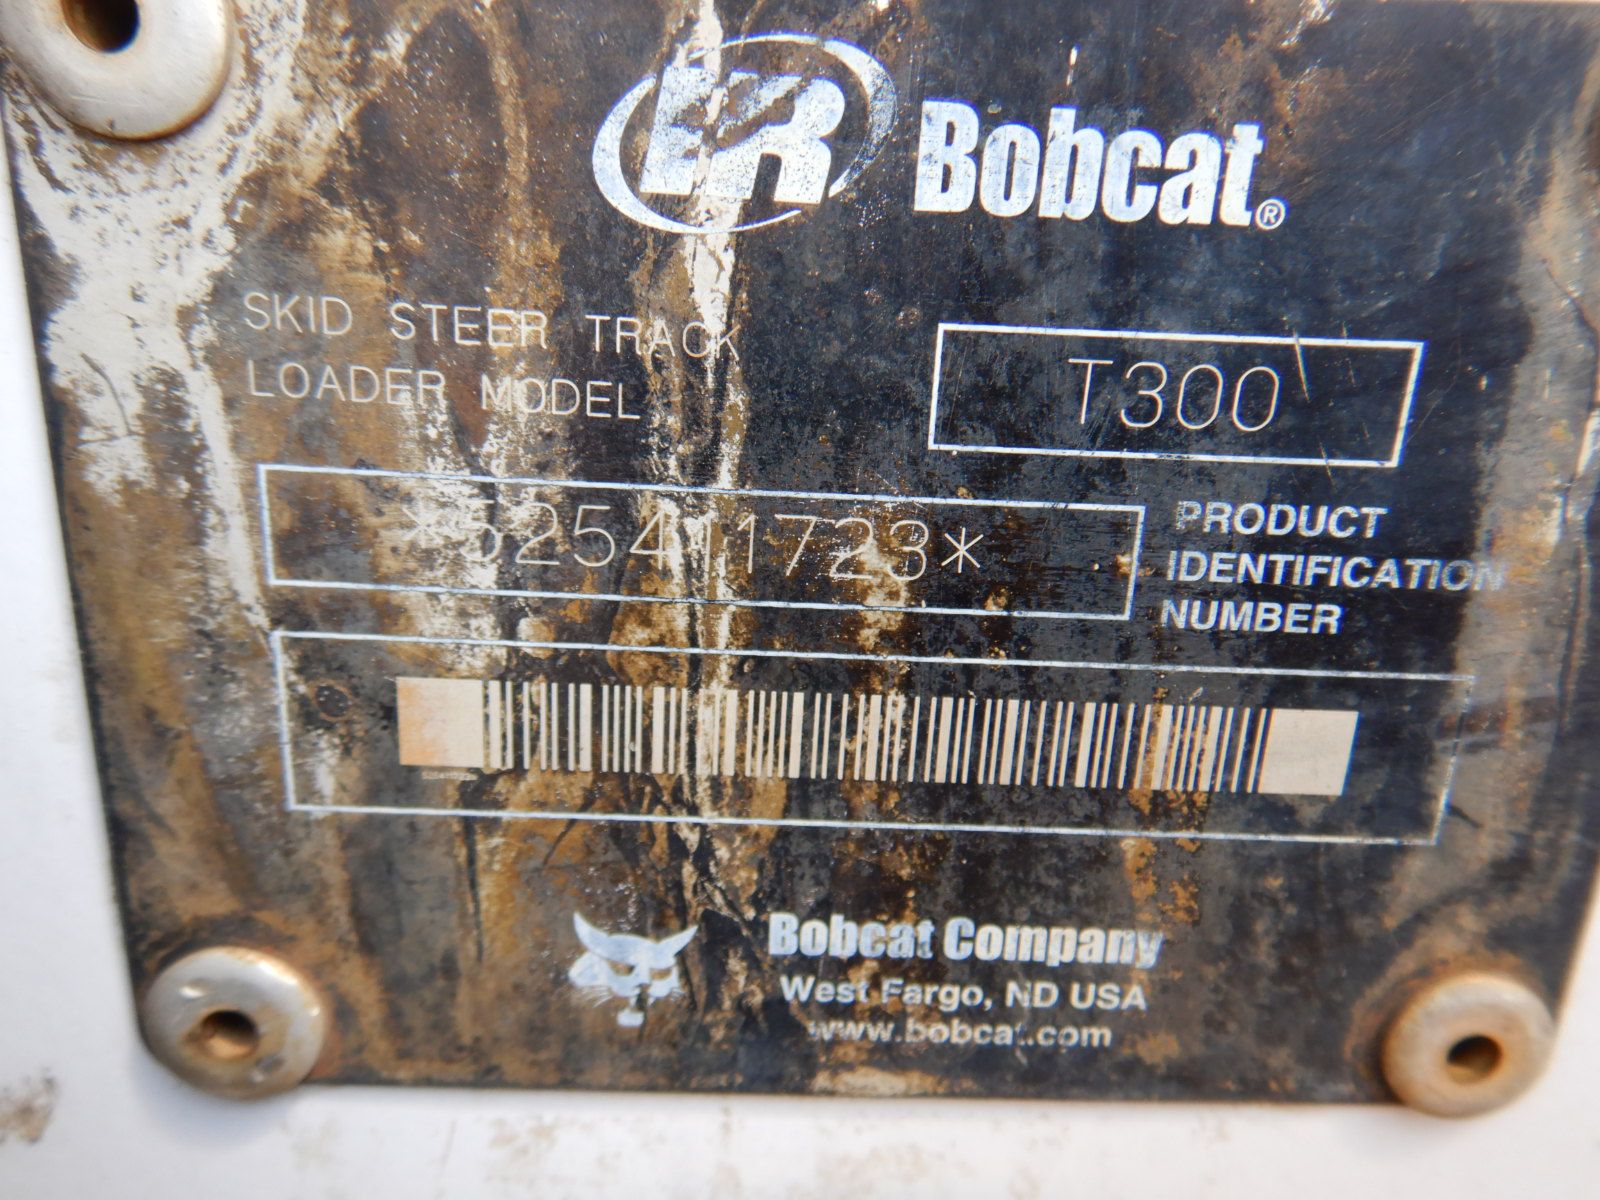 IR Bobcat®
SKID STEER TRACK
LOADER MODEL
T300
*525411723*
PRODUCT
IDENTIFICATION
NUMBER
525411723
Bobcat Company
West Fargo, ND USA
www.bobcat.com